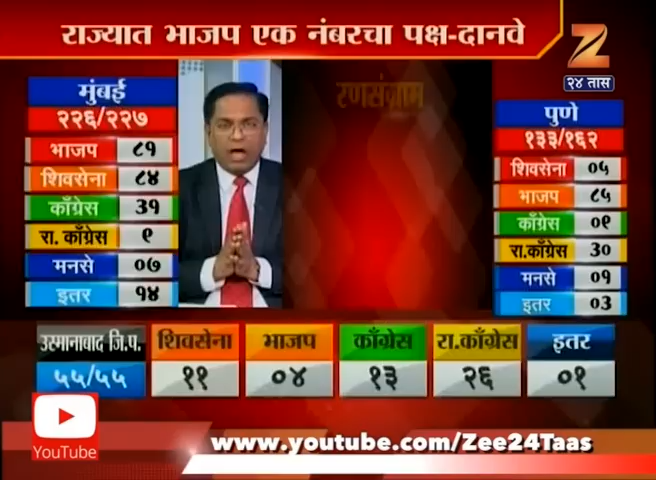 राज्यात भाजप एक नंबरचा पक्ष-दानवे
२४ तास
मुंबई
२२६/२२७
भाजप ८१
शिवसेना ८४
काँग्रेस ३१
रा. काँग्रेस ९
मनसे ०७
इतर १४
रणसंग्राम
पुणे
१३३/१६२
शिवसेना ०५
भाजप ८५
काँग्रेस ०९
रा.काँग्रेस ३०
मनसे ०१
इतर ०३
उस्मानाबाद जि.प. शिवसेना भाजप काँग्रेस रा.काँग्रेस इतर
५५/५५ ११ ०४ १३ २६ ०१
YouTube
www.youtube.com/Zee24Taas